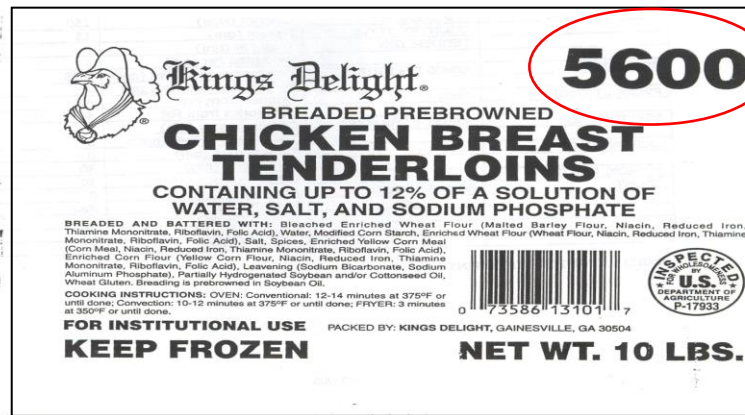 5600
Kings Delight®
BREADED PREBROWNED
CHICKEN BREAST
TENDERLOINS
CONTAINING UP TO 12% OF A SOLUTION OF
WATER, SALT, AND SODIUM PHOSPHATE
BREADED AND BATTERED WITH: Bleached Enriched Wheat Flour (Malted Barley Flour, Niacin, Reduced Iron,
Thiamine Mononitrate, Riboflavin, Folic Acid), Water, Modified Corn Starch, Enriched Wheat Flour (Wheat Flour, Niacin, Reduced Iron, Thiamine
Mononitrate, Riboflavin, Folic Acid), Salt, Spices, Enriched Yellow Corn Meal
(Corn Meal, Niacin, Reduced Iron, Thiamine Mononitrate, Riboflavin, Folic Acid),
Enriched Corn Flour (Yellow Corn Flour, Niacin, Reduced Iron, Thiamine
Mononitrate, Riboflavin, Folic Acid), Leavening (Sodium Bicarbonate, Sodium
Aluminum Phosphate), Partially Hydrogenated Soybean and/or Cottonseed Oil,
Wheat Gluten. Breading is prebrowned in Soybean Oil.
COOKING INSTRUCTIONS: OVEN: Conventional: 12-14 minutes at 375ºF or
until done; Convection: 10-12 minutes at 375ºF or until done; FRYER: 3 minutes
at 350ºF or until done.
0 73586 13101 7
INSPECTED
FOR WHOLESOMENESS
BY
U.S.
DEPARTMENT OF
AGRICULTURE
P-17933
FOR INSTITUTIONAL USE PACKED BY: KINGS DELIGHT, GAINESVILLE, GA 30504
KEEP FROZEN NET WT. 10 LBS.